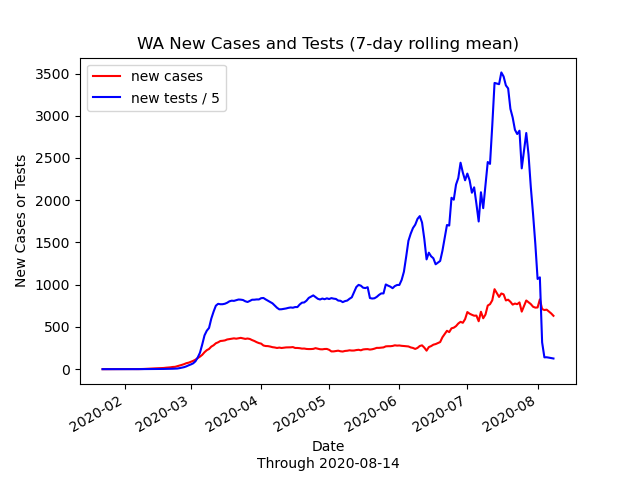 WA New Cases and Tests (7-day rolling mean)
new cases
new tests / 5
New Cases or Tests
3500
3000
2500
2000
1500
1000
500
0
2020-02
2020-03
2020-04
2020-05
2020-06
2020-07
2020-08
Date
Through 2020-08-14